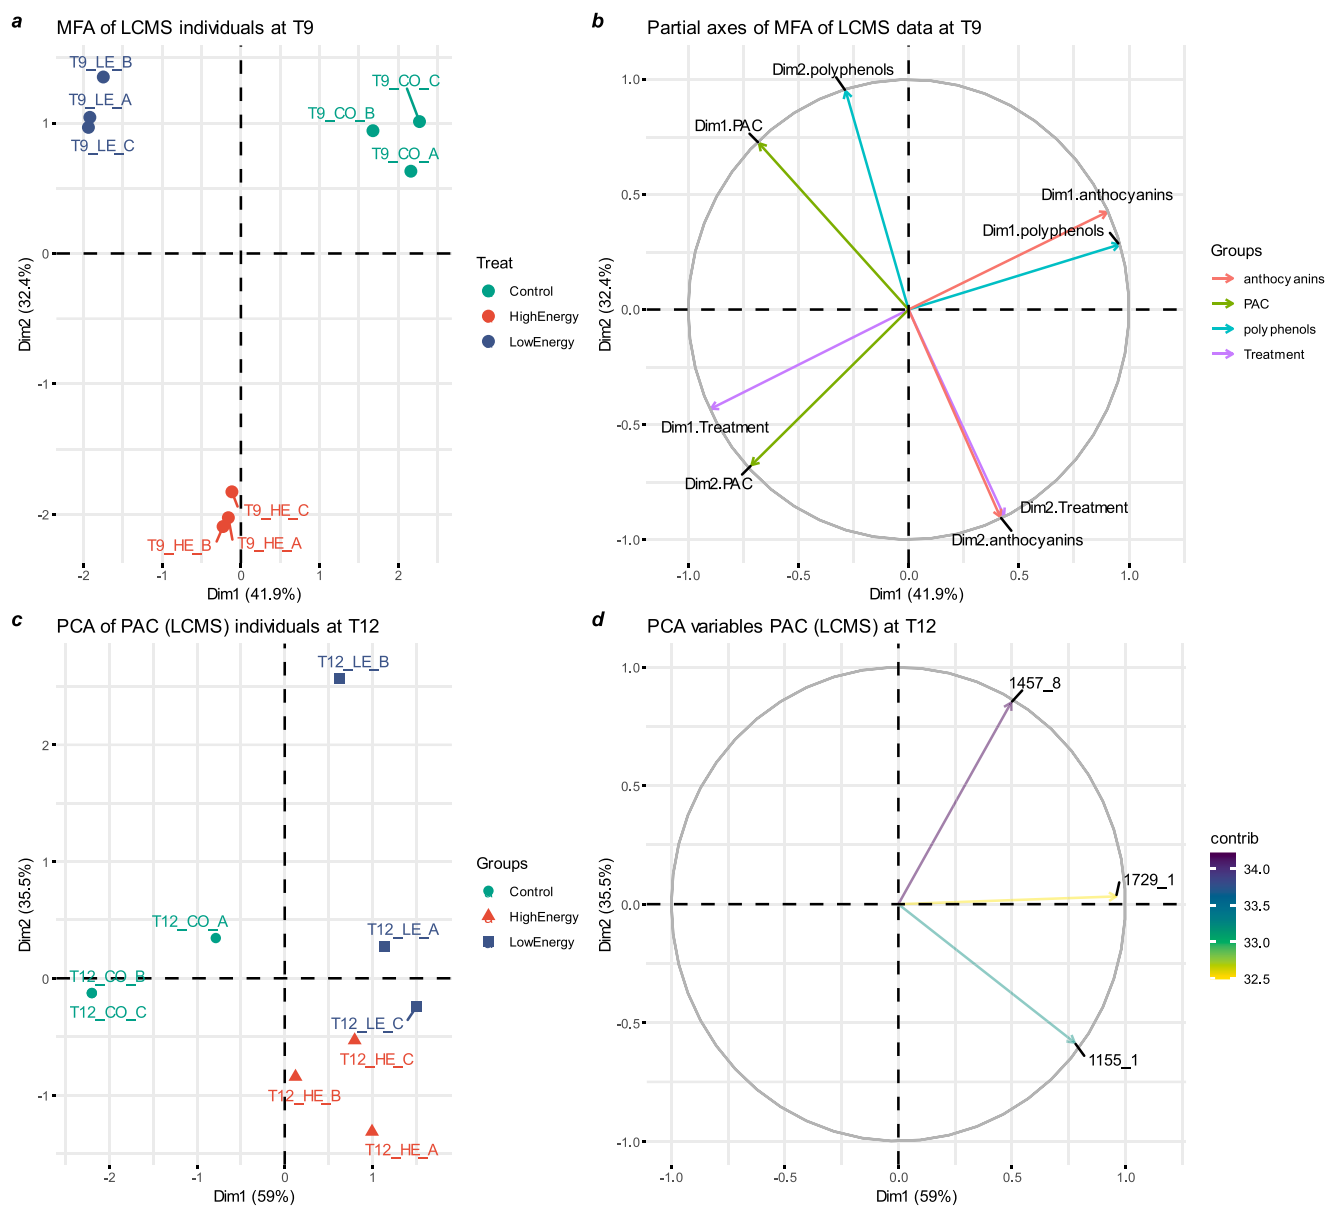 a
MFA of LCMS individuals at T9
T9_LE_B
T9_LE_A
T9_LE_C
T9_CO_C
T9_CO_B
T9_CO_A
T9_HE_C
T9_HE_B
T9_HE_A
1
0
-1
-2
-2
-1
0
1
2
Dim2 (32.4%)
Dim1 (41.9%)
Treat
Control
HighEnergy
LowEnergy
b
Partial axes of MFA of LCMS data at T9
Dim2.polyphenols
Dim1.PAC
Dim1.anthocyanins
Dim1.polyphenols
Dim1.Treatment
Dim2.PAC
Dim2.Treatment
Dim2.anthocyanins
1.0
0.5
0.0
-0.5
-1.0
-1.0
-0.5
0.0
0.5
1.0
Dim2 (32.4%)
Dim1 (41.9%)
Groups
anthocyanins
PAC
polyphenols
Treatment
c
PCA of PAC (LCMS) individuals at T12
T12_LE_B
T12_CO_A
T12_LE_A
T12_CO_B
T12_CO_C
T12_LE_C
T12_HE_C
T12_HE_B
T12_HE_A
2
1
0
-1
-2
-1
0
1
Dim2 (35.5%)
Dim1 (59%)
Groups
Control
HighEnergy
LowEnergy
d
PCA variables PAC (LCMS) at T12
1457_8
1729_1
1155_1
1.0
0.5
0.0
-0.5
-1.0
-1.0
-0.5
0.0
0.5
1.0
Dim2 (35.5%)
Dim1 (59%)
contrib
34.0
33.5
33.0
32.5